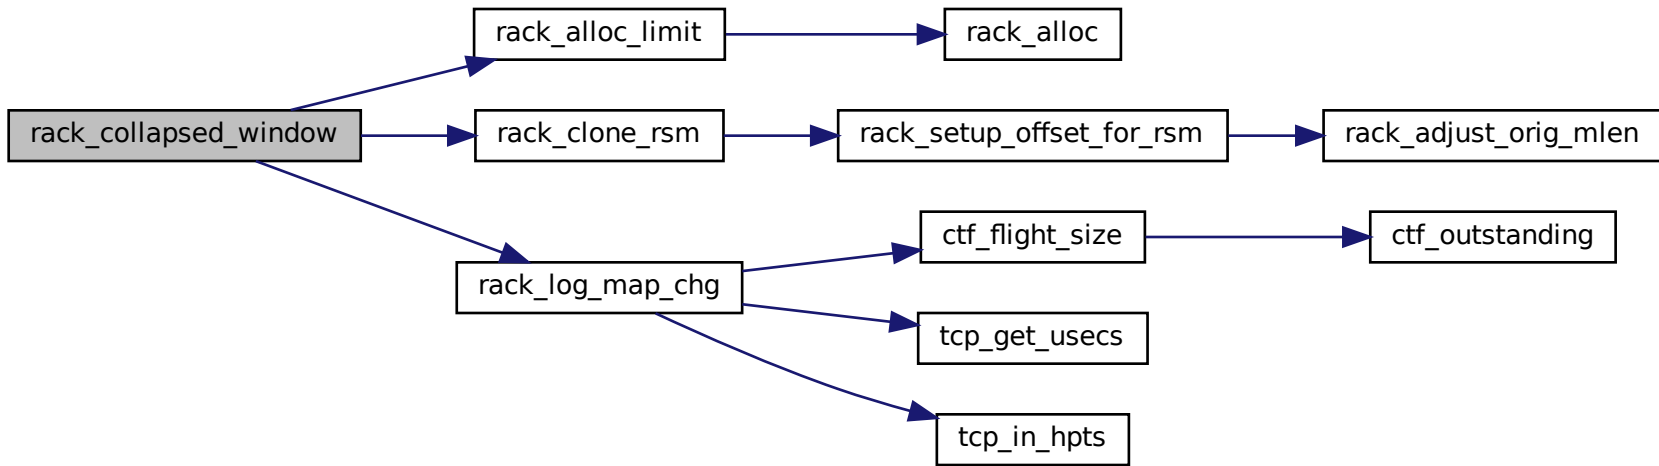 rack_alloc_limit
rack_alloc
rack_collapsed_window
rack_clone_rsm
rack_setup_offset_for_rsm
rack_adjust_orig_mlen
ctf_flight_size
ctf_outstanding
rack_log_map_chg
tcp_get_usecs
tcp_in_hpts